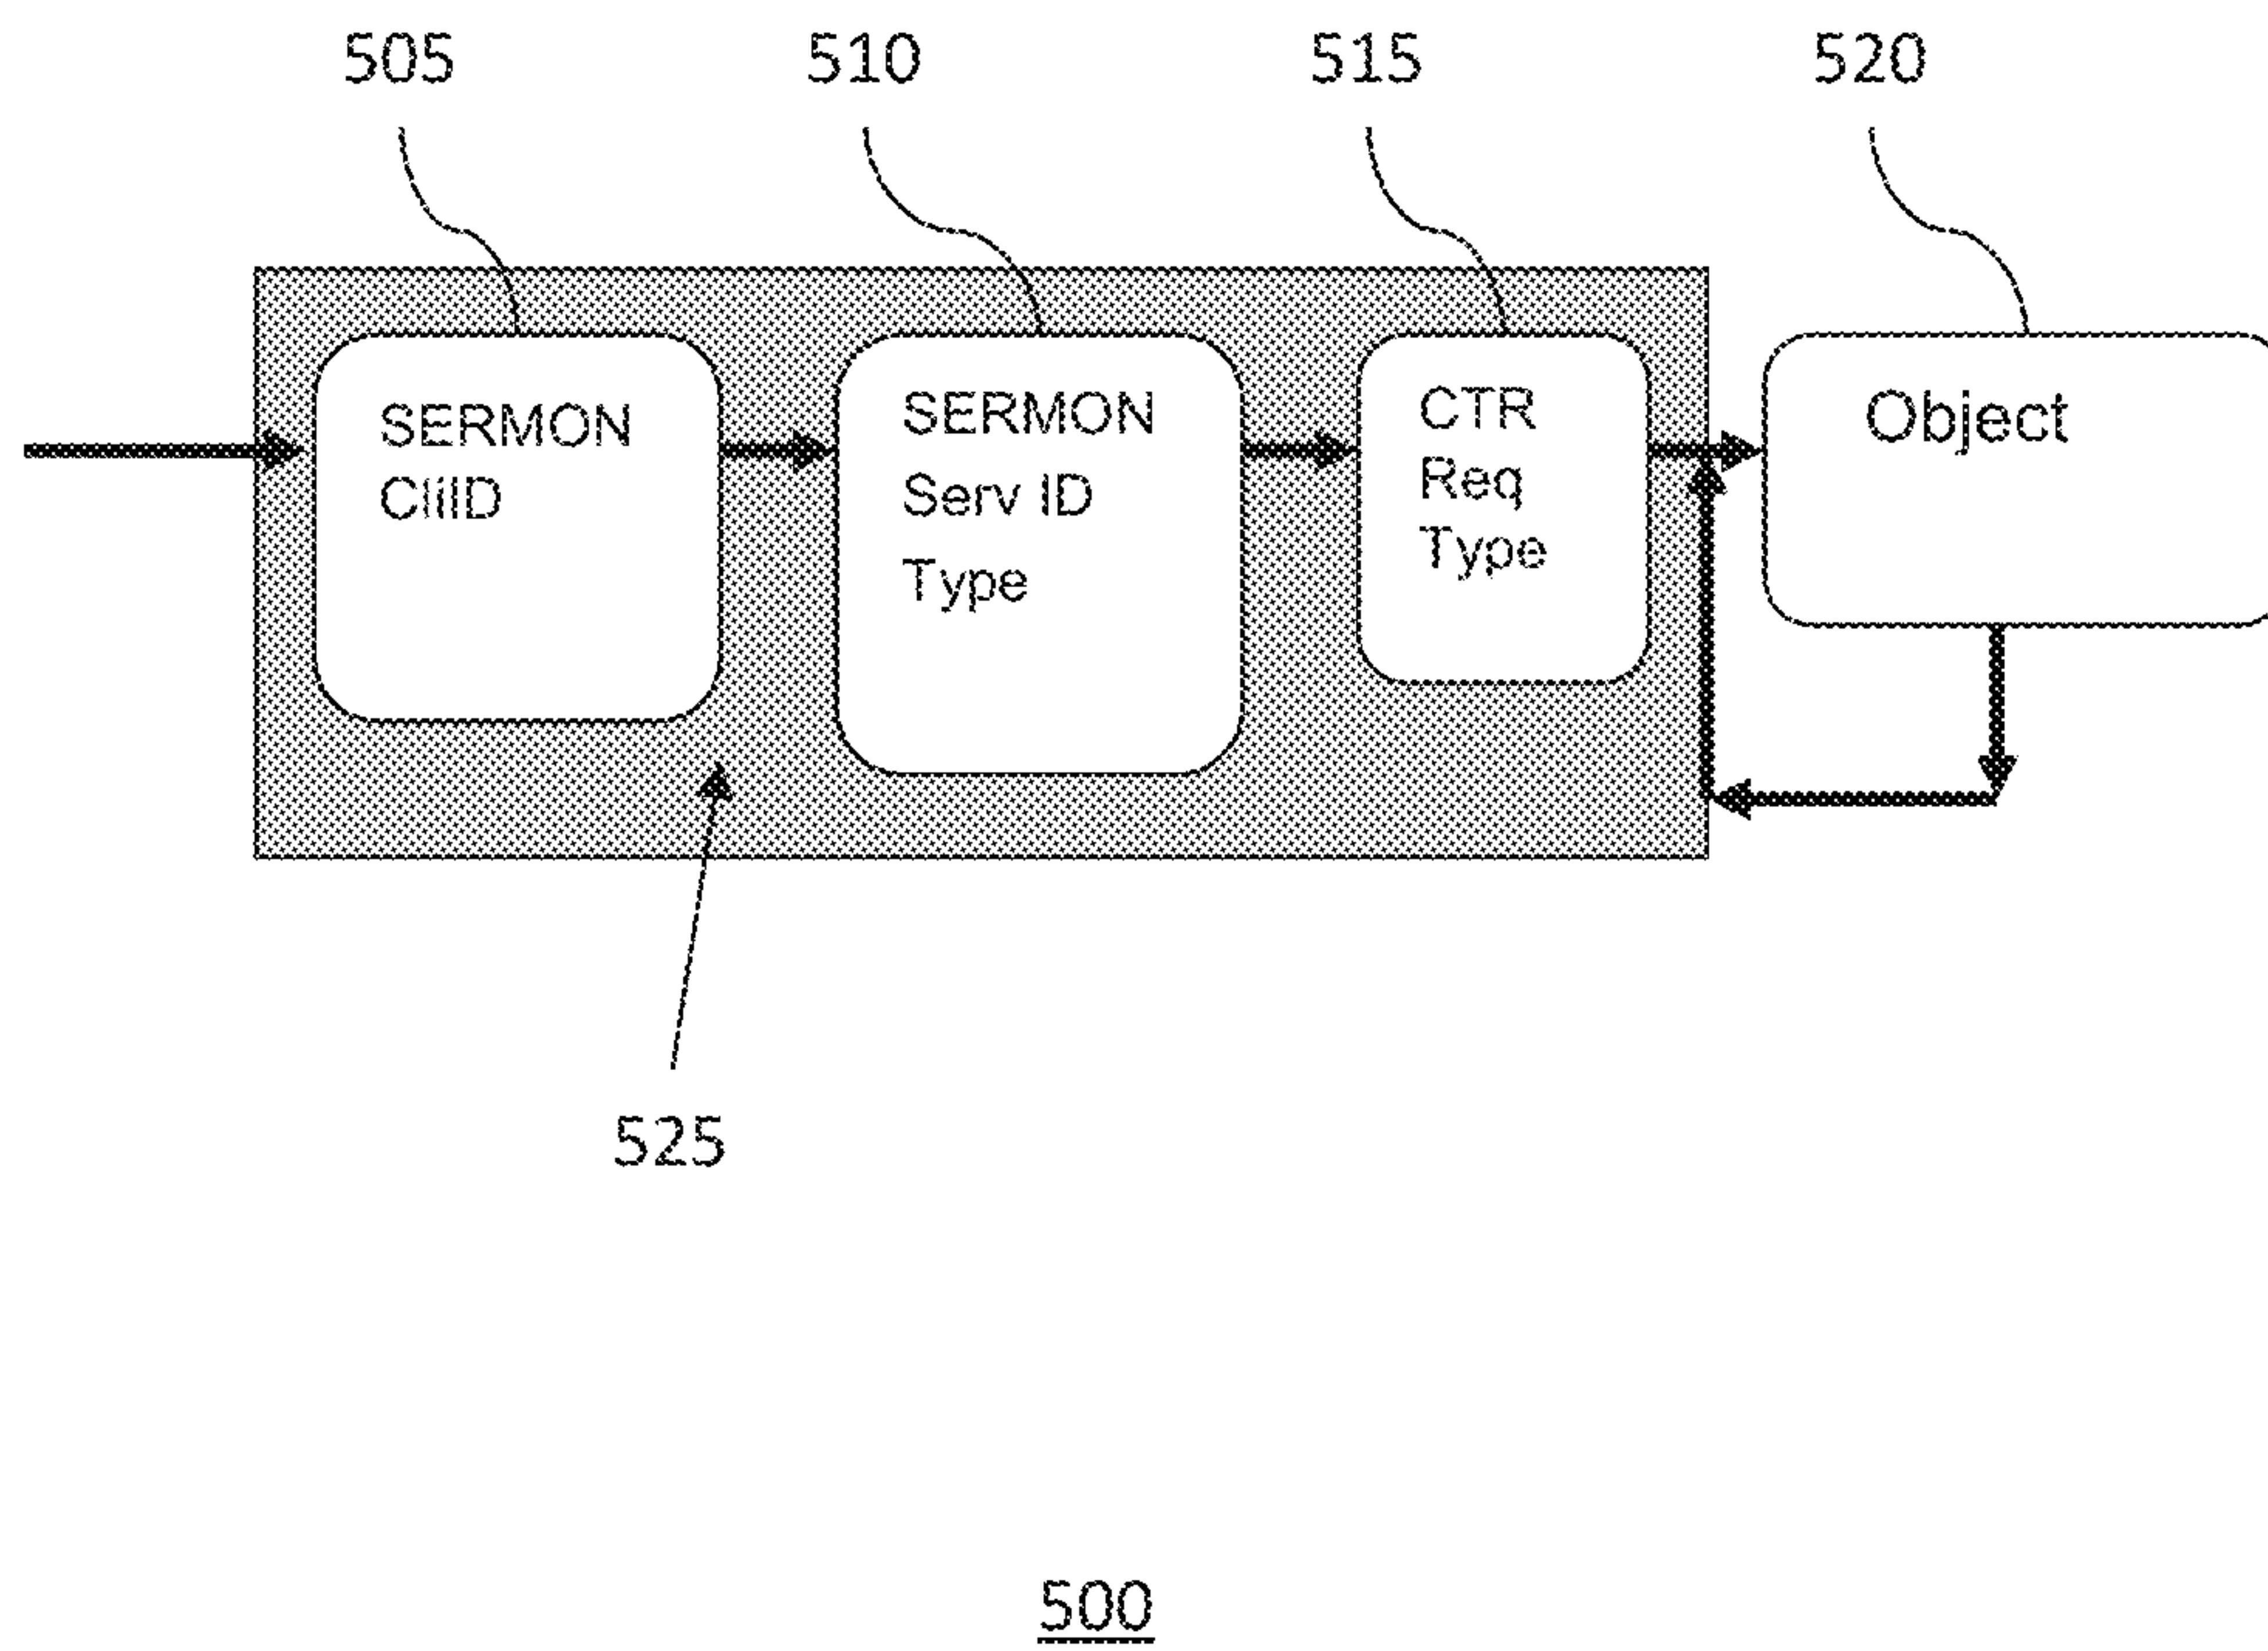 505 510 515 520
SERMON
CliID
SERMON
Serv ID
Type
CTR
Req
Type
Object
525
500